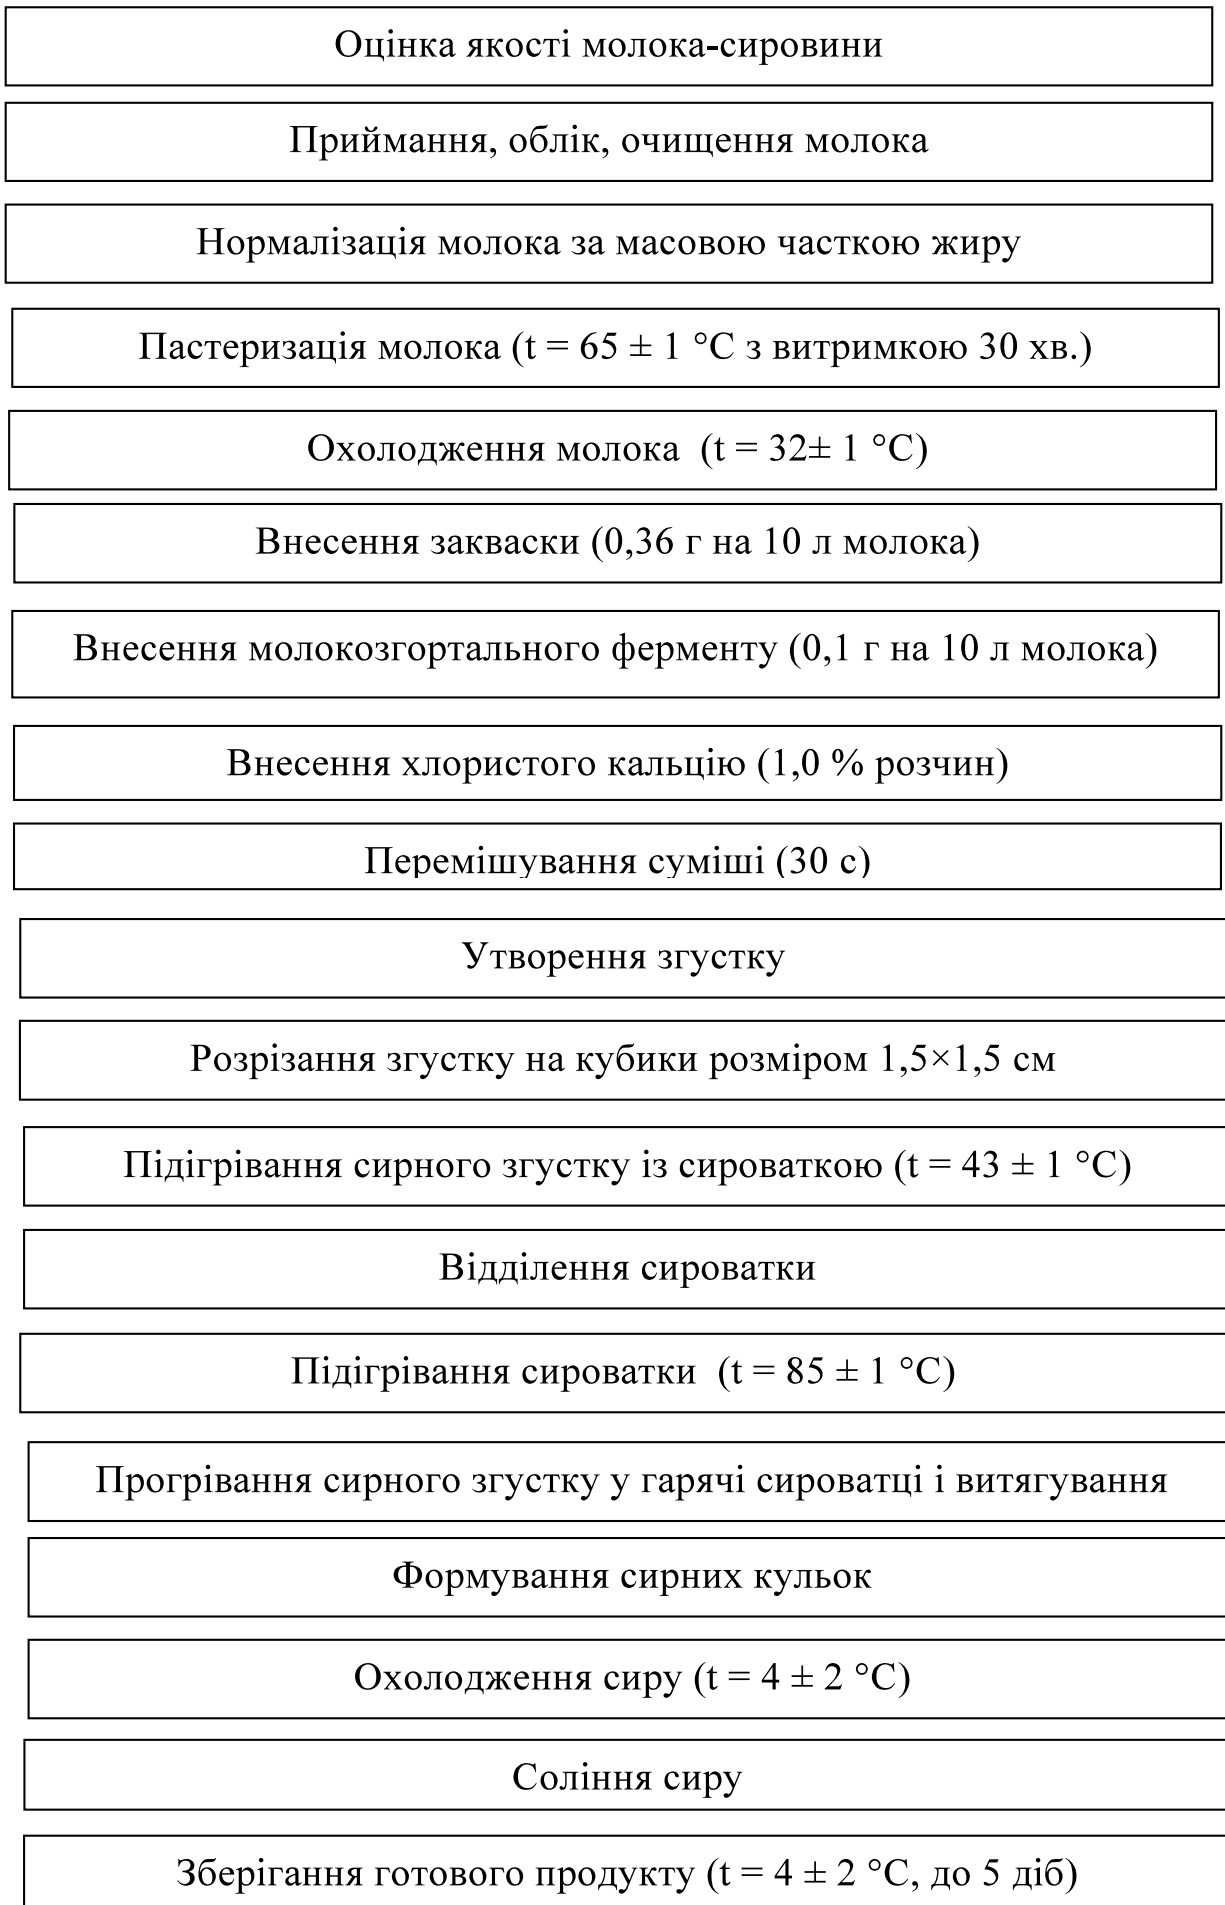 Оцінка якості молока-сировини
Приймання, облік, очищення молока
Нормалізація молока за масовою часткою жиру
Пастеризація молока (t = 65 ± 1 °С з витримкою 30 хв.)
Охолодження молока (t = 32± 1 °С)
Внесення закваски (0,36 г на 10 л молока)
Внесення молокозгортального ферменту (0,1 г на 10 л молока)
Внесення хлористого кальцію (1,0 % розчин)
Перемішування суміші (30 с)
Утворення згустку
Розрізання згустку на кубики розміром 1,5×1,5 см
Підігрівання сирного згустку із сироваткою (t = 43 ± 1 °С)
Відділення сироватки
Підігрівання сироватки (t = 85 ± 1 °С)
Прогрівання сирного згустку у гарячі сироватці і витягування
Формування сирних кульок
Охолодження сиру (t = 4 ± 2 °С)
Соління сиру
Зберігання готового продукту (t = 4 ± 2 °С, до 5 діб)